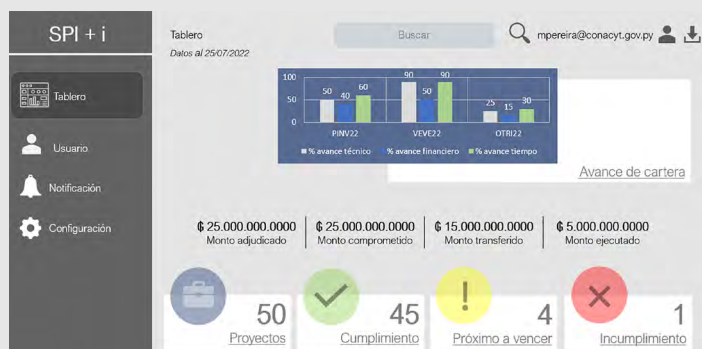 SPI + i
Tablero
Buscar
mpereira@conacyt.gov.py
Datos al 25/07/2022
Tablero
Usuario
Notificación
Configuración
100
50
0
50 40 60
90 50 90
25 15 30
PINV22 VEVE22 OTRI22
% avance técnico % avance financiero % avance tiempo
Avance de cartera
₲ 25.000.000.0000 ₲ 25.000.000.0000 ₲ 15.000.000.0000 ₲ 5.000.000.0000
Monto adjudicado Monto comprometido Monto transferido Monto ejecutado
50 45 4 1
Proyectos Cumplimiento Próximo a vencer Incumplimiento